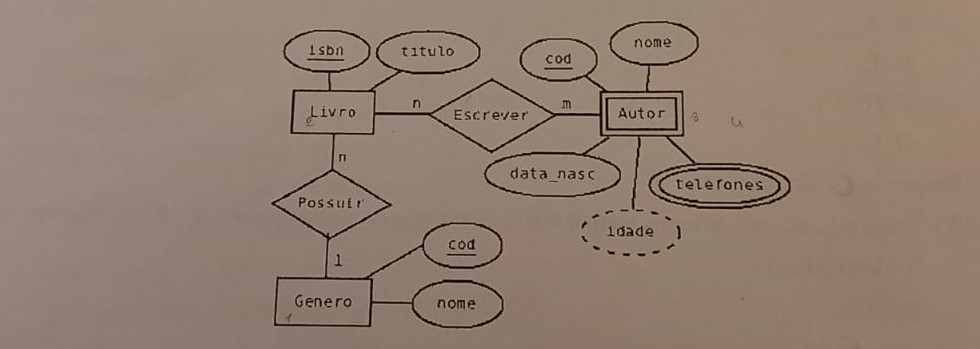 isbn
titulo
cod
nome
Livro
n
Escrever
m
Autor
data_nasc
telefones
idade
n
Possuir
1
Genero
cod
nome